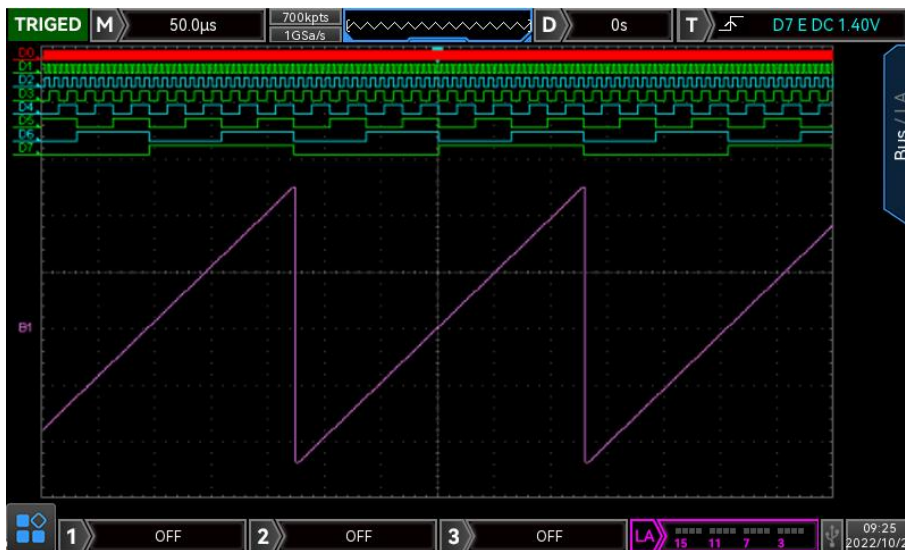 TRIGED M 50.0μs 700kpts D 0s T D7 E DC 1.40V
1GSa/s
D0
D1
D2
D3
D4
D5
D6
D7
B1
Bus / LA
1 OFF 2 OFF 3 OFF LA 15 11 7 3 09:25
2022/10/2